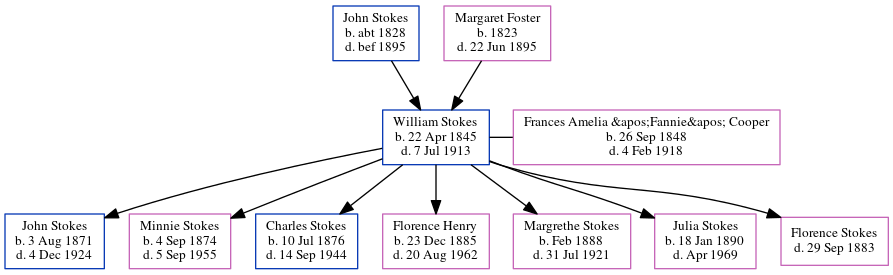 John Stokes
b. abt 1828
d. bef 1895
Margaret Foster
b. 1823
d. 22 Jun 1895
William Stokes
b. 22 Apr 1845
d. 7 Jul 1913
Frances Amelia &apos;Fannie&apos; Cooper
b. 26 Sep 1848
d. 4 Feb 1918
John Stokes
b. 3 Aug 1871
d. 4 Dec 1924
Minnie Stokes
b. 4 Sep 1874
d. 5 Sep 1955
Charles Stokes
b. 10 Jul 1876
d. 14 Sep 1944
Florence Henry
b. 23 Dec 1885
d. 20 Aug 1962
Margrethe Stokes
b. Feb 1888
d. 31 Jul 1921
Julia Stokes
b. 18 Jan 1890
d. Apr 1969
Florence Stokes
d. 29 Sep 1883